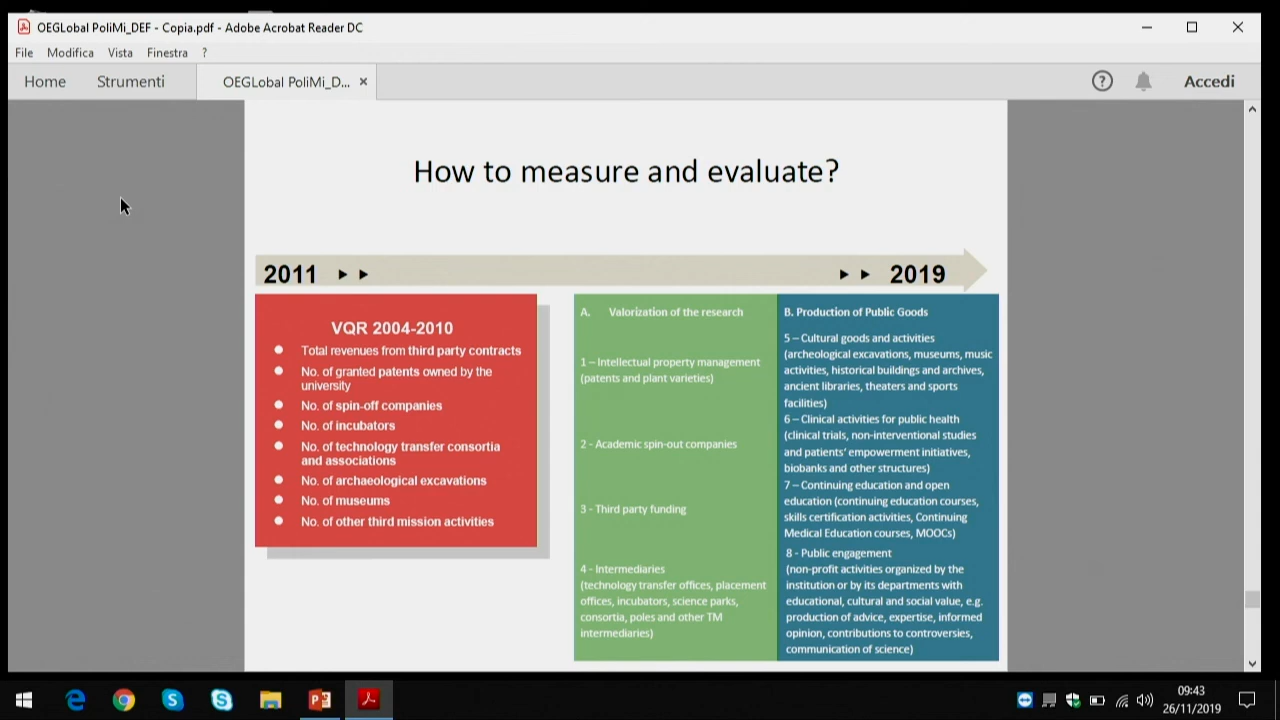 OEGLobal PoliMi_DEF - Copia.pdf - Adobe Acrobat Reader DC
File Modifica Vista Finestra ?
Home Strumenti OEGLobal PoliMi_D... × ? Accedi
How to measure and evaluate?
2011 2019
VQR 2004-2010
Total revenues from third party contracts
No. of granted patents owned by the
university
No. of spin-off companies
No. of incubators
No. of technology transfer consortia
and associations
No. of archaeological excavations
No. of museums
No. of other third mission activities
A. Valorization of the research
1 – Intellectual property management
(patents and plant varieties)
2 - Academic spin-out companies
3 - Third party funding
4 - Intermediaries
(technology transfer offices, placement
offices, incubators, science parks,
consortia, poles and other TM
intermediaries)
B. Production of Public Goods
5 – Cultural goods and activities
(archeological excavations, museums, music
activities, historical buildings and archives,
ancient libraries, theaters and sports
facilities)
6 – Clinical activities for public health
(clinical trials, non-interventional studies
and patients' empowerment initiatives,
biobanks and other structures)
7 – Continuing education and open
education (continuing education courses,
skills certification activities, Continuing
Medical Education courses, MOOCs)
8 - Public engagement
(non-profit activities organized by the
institution or by its departments with
educational, cultural and social value, e.g.
production of advice, expertise, informed
opinion, contributions to controversies,
communication of science)
09:43
26/11/2019